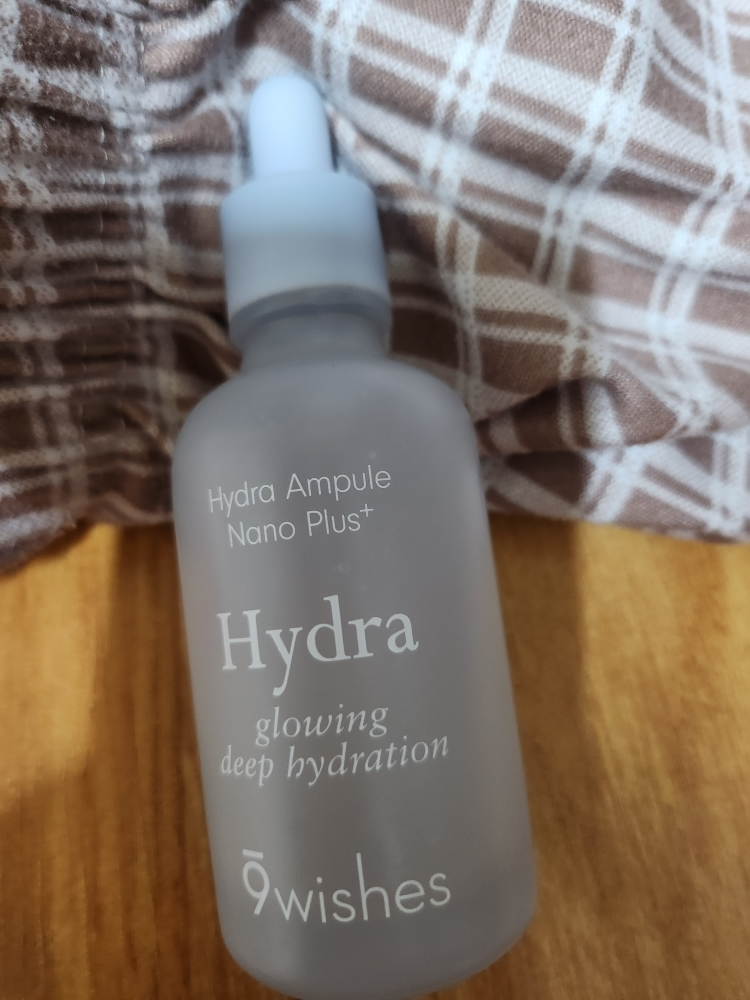 Hydra Ampule
Nano Plus⁺
Hydra
glowing
deep hydration
9wishes